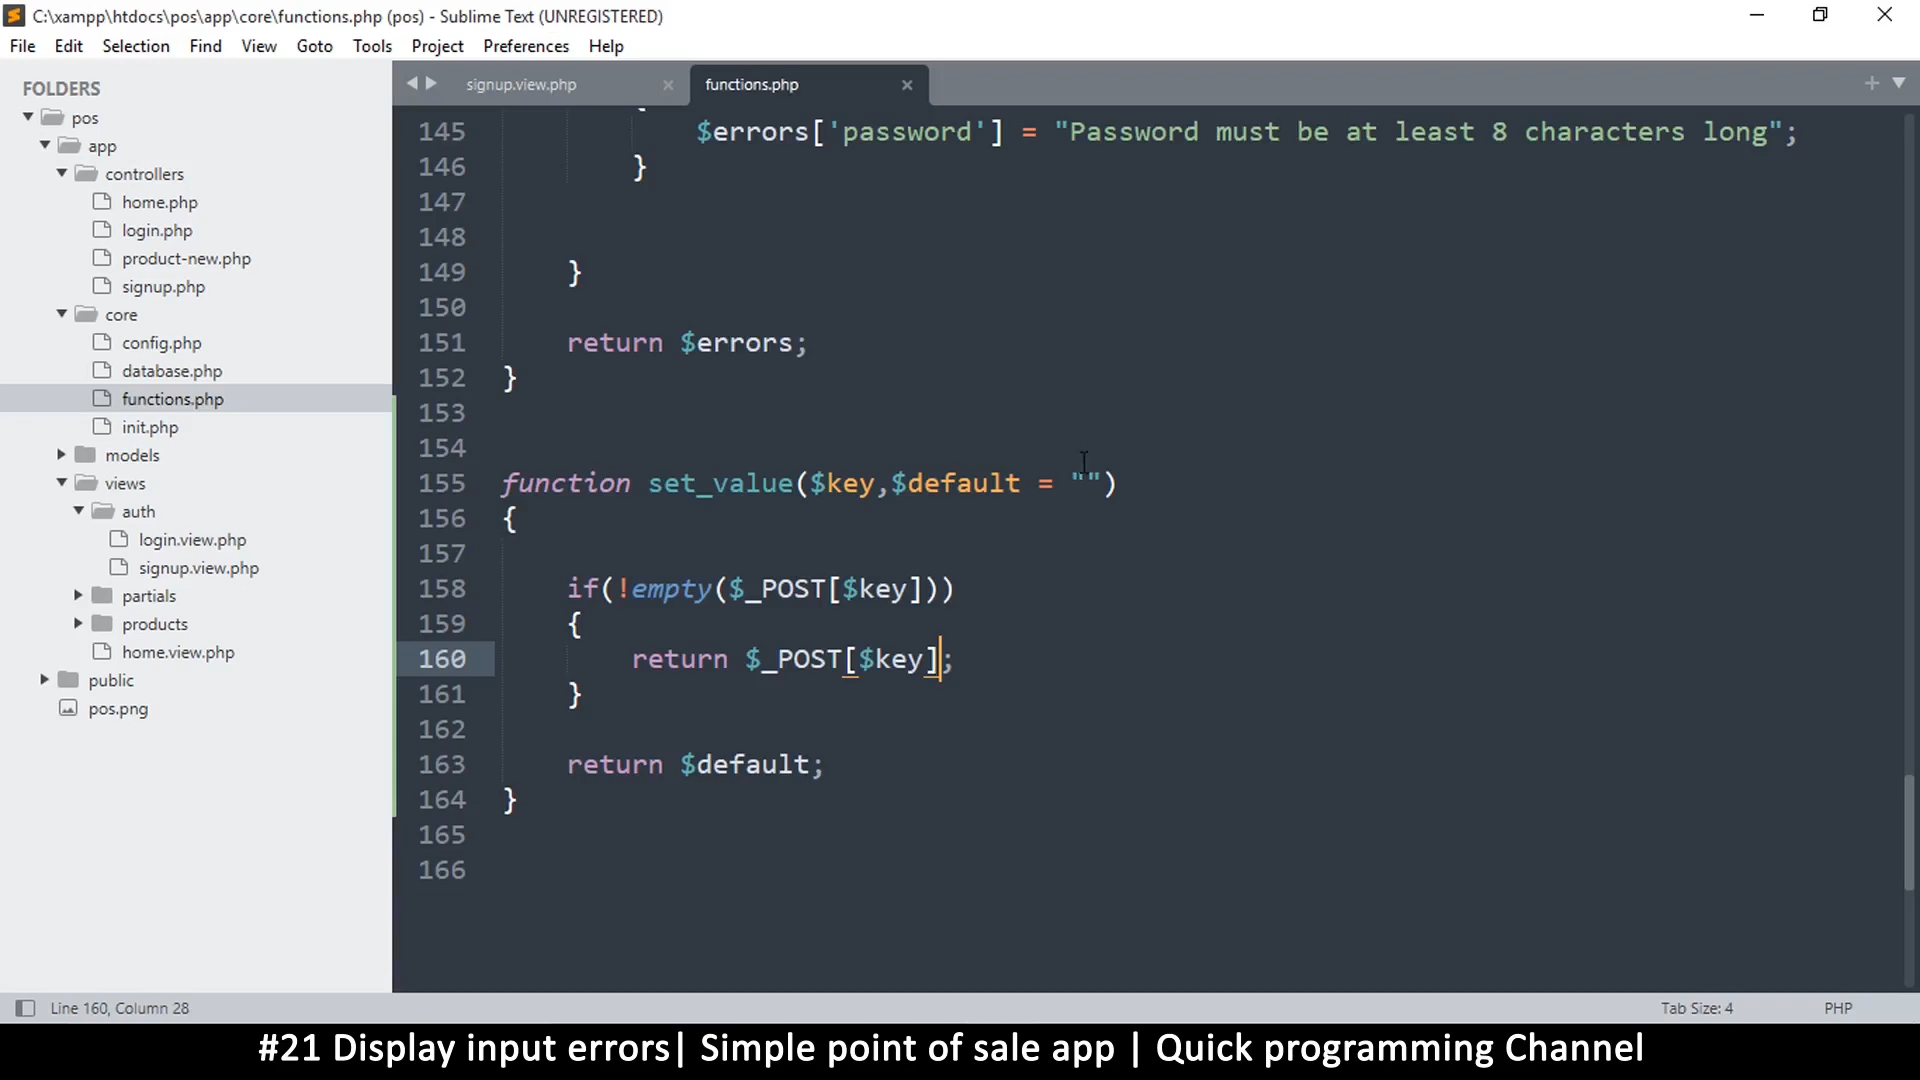 C:\xampp\htdocs\pos\app\core\functions.php (pos) - Sublime Text (UNREGISTERED)
File Edit Selection Find View Goto Tools Project Preferences Help
FOLDERS
pos
app
controllers
home.php
login.php
product-new.php
signup.php
core
config.php
database.php
functions.php
init.php
models
views
auth
login.view.php
signup.view.php
partials
products
home.view.php
public
pos.png
signup.view.php functions.php
{
145 $errors['password'] = "Password must be at least 8 characters long";
146 }
147
148
149 }
150
151 return $errors;
152 }
153
154
155 function set_value($key,$default = "")
156 {
157
158 if(!empty($_POST[$key]))
159 {
160 return $_POST[$key];
161 }
162
163 return $default;
164 }
165
166
Line 160, Column 28 Tab Size: 4 PHP
#21 Display input errors| Simple point of sale app | Quick programming Channel